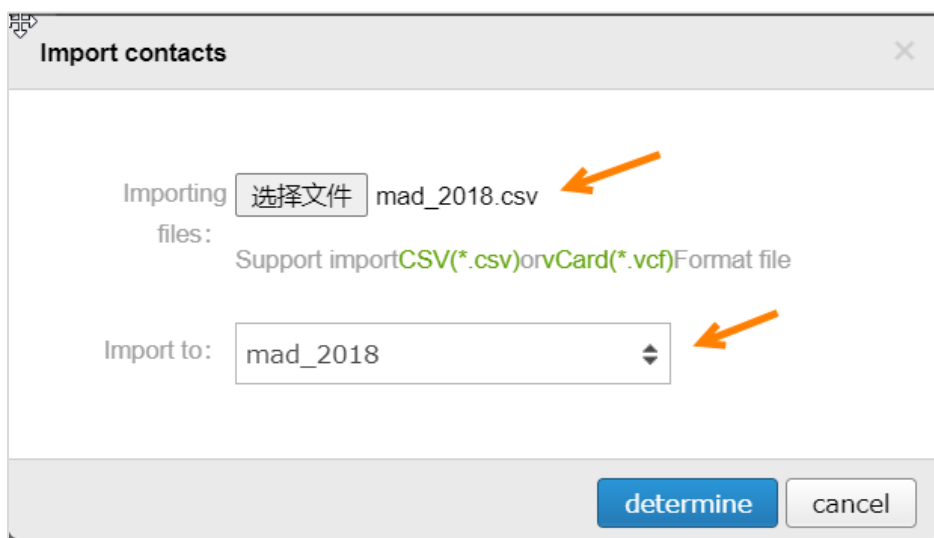 Import contacts
Importing 选择文件 mad_2018.csv
files:
Support importCSV(*.csv)orvCard(*.vcf)Format file
Import to: mad_2018
determine cancel